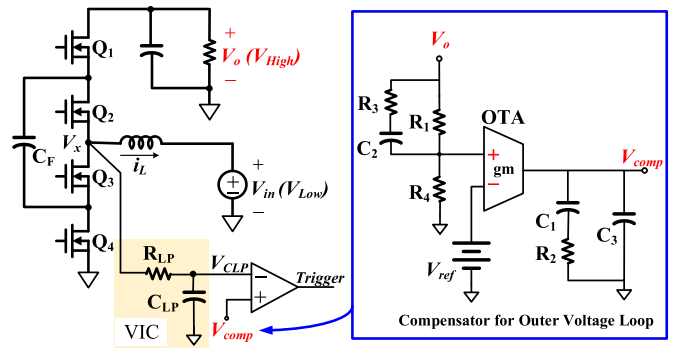 Q1
+
Vo (VHigh)
−
Q2
Vx
CF
iL
+
Vin (VLow)
−
Q3
Q4
RLP
VCLP
CLP
VIC
−
+
Trigger
Vcomp
Vo
R3
R1
C2
OTA
+
gm
−
R4
Vcomp
C1
R2
C3
Vref
Compensator for Outer Voltage Loop